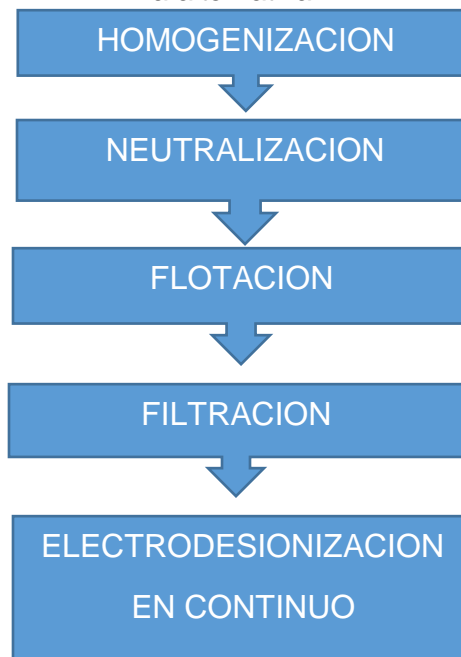 HOMOGENIZACION
NEUTRALIZACION
FLOTACION
FILTRACION
ELECTRODESIONIZACION
EN CONTINUO